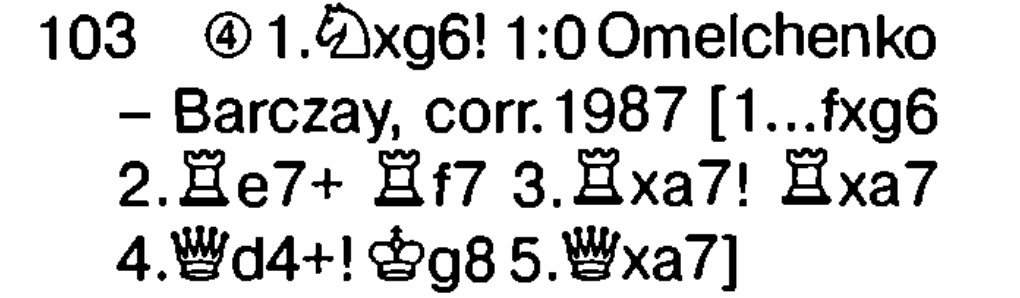 103 ④ 1.♘xg6! 1:0 Omelchenko
– Barczay, corr. 1987 [1...fxg6
2.♖e7+ ♖f7 3.♖xa7! ♖xa7
4.♕d4+! ♔g8 5.♕xa7]